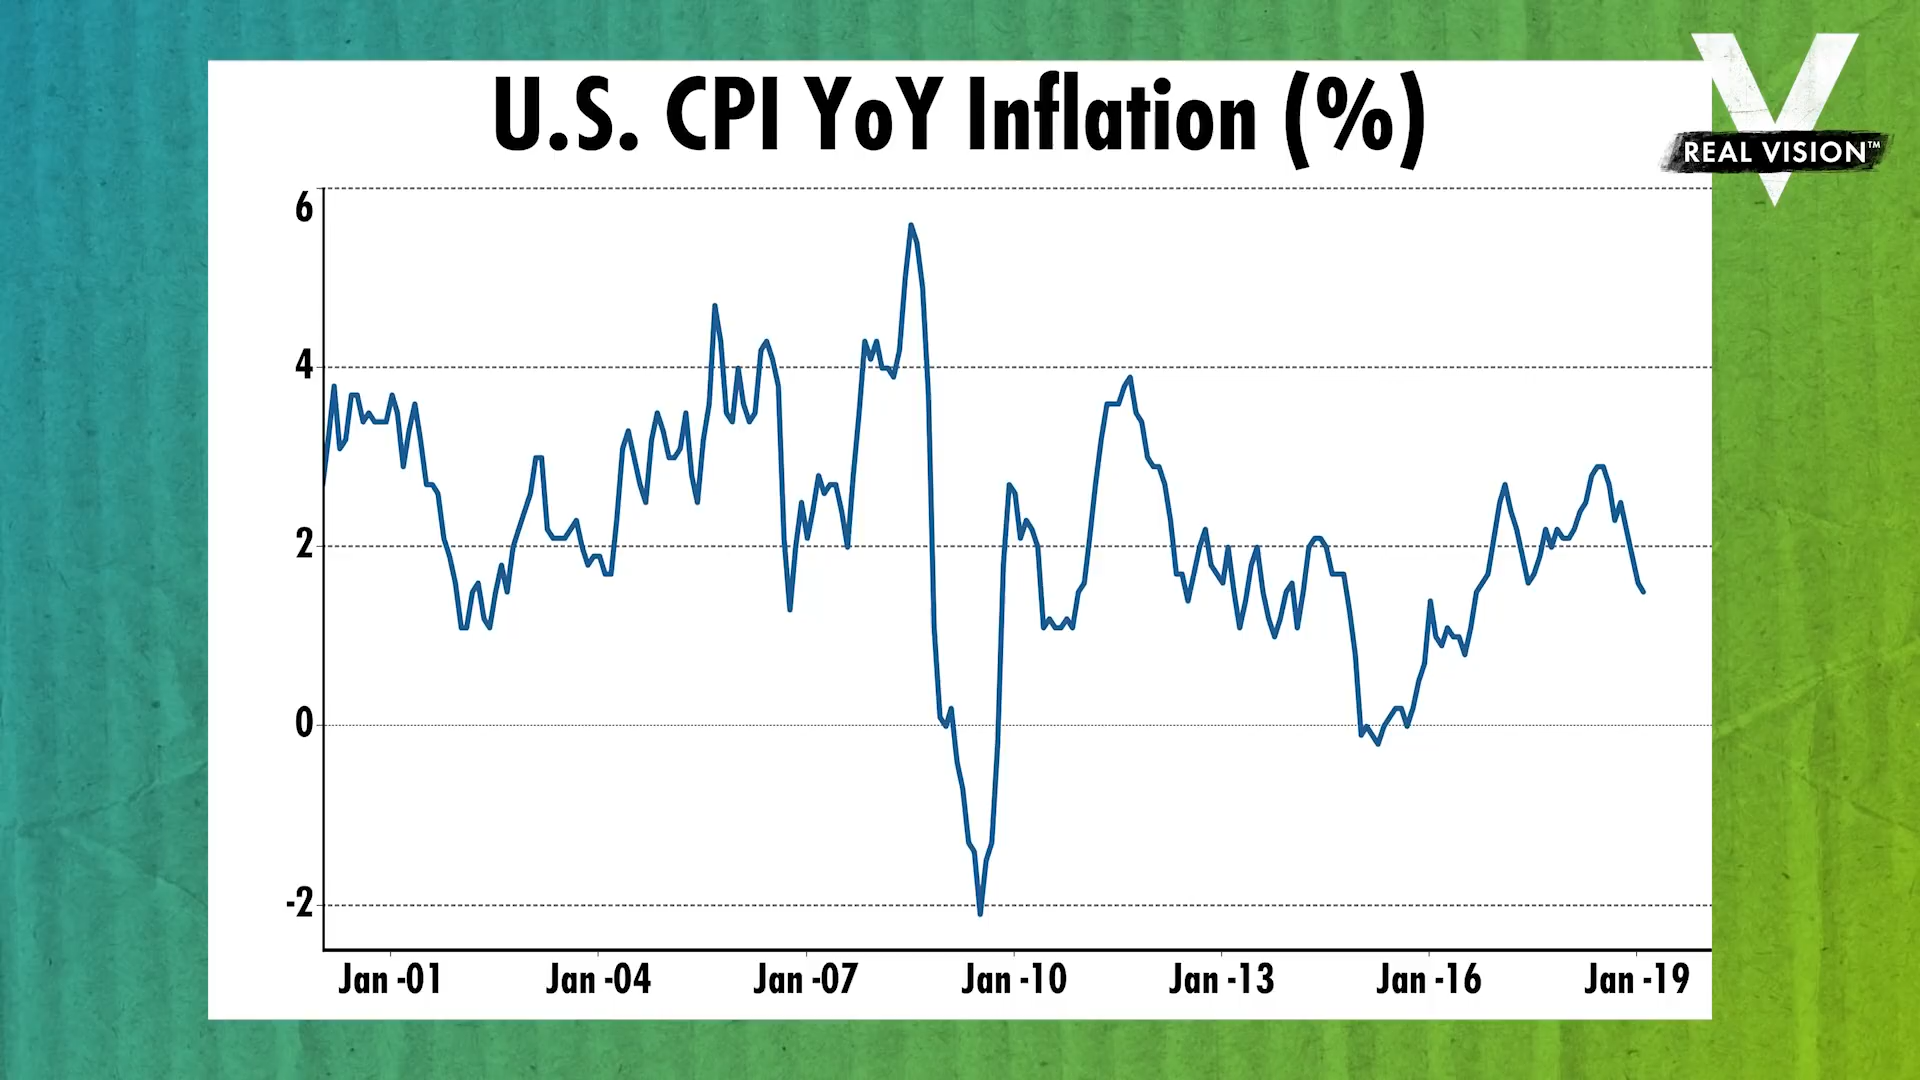 U.S. CPI YoY Inflation (%)
REAL VISION™
6
4
2
0
-2
Jan -01 Jan -04 Jan -07 Jan -10 Jan -13 Jan -16 Jan -19